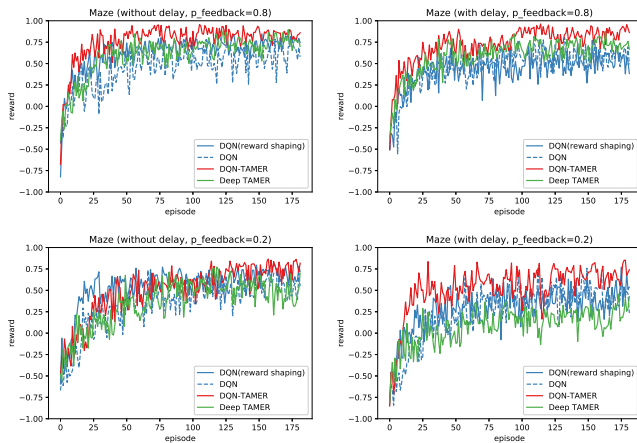 Maze (without delay, p_feedback=0.8)
1.00
0.75
0.50
0.25
0.00
−0.25
−0.50
−0.75
−1.00
reward
0 25 50 75 100 125 150 175
episode
DQN(reward shaping)
DQN
DQN-TAMER
Deep TAMER
Maze (with delay, p_feedback=0.8)
1.00
0.75
0.50
0.25
0.00
−0.25
−0.50
−0.75
−1.00
reward
0 25 50 75 100 125 150 175
episode
DQN(reward shaping)
DQN
DQN-TAMER
Deep TAMER
Maze (without delay, p_feedback=0.2)
1.00
0.75
0.50
0.25
0.00
−0.25
−0.50
−0.75
−1.00
reward
0 25 50 75 100 125 150 175
episode
DQN(reward shaping)
DQN
DQN-TAMER
Deep TAMER
Maze (with delay, p_feedback=0.2)
1.00
0.75
0.50
0.25
0.00
−0.25
−0.50
−0.75
−1.00
reward
0 25 50 75 100 125 150 175
episode
DQN(reward shaping)
DQN
DQN-TAMER
Deep TAMER